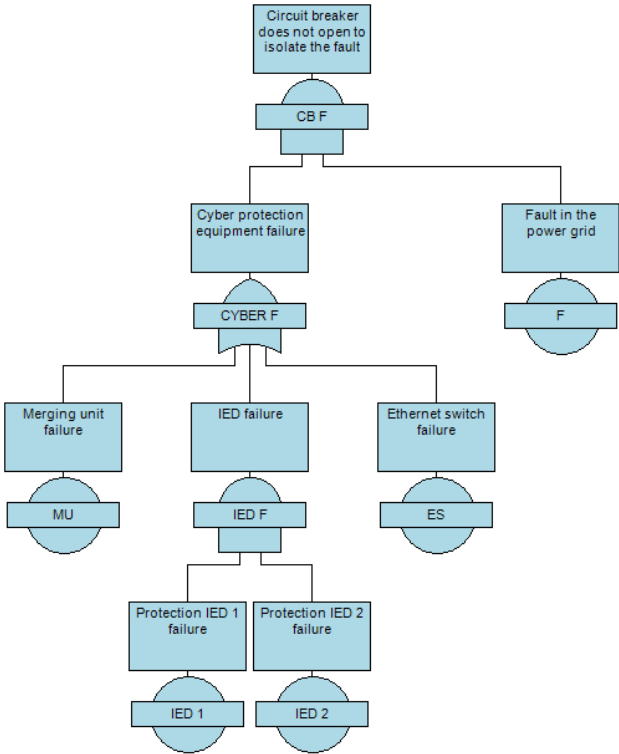 Circuit breaker
does not open to
isolate the fault
CB F
Cyber protection
equipment failure
Fault in the
power grid
CYBER F
F
Merging unit
failure
IED failure
Ethernet switch
failure
MU
IED F
ES
Protection IED 1
failure
Protection IED 2
failure
IED 1
IED 2